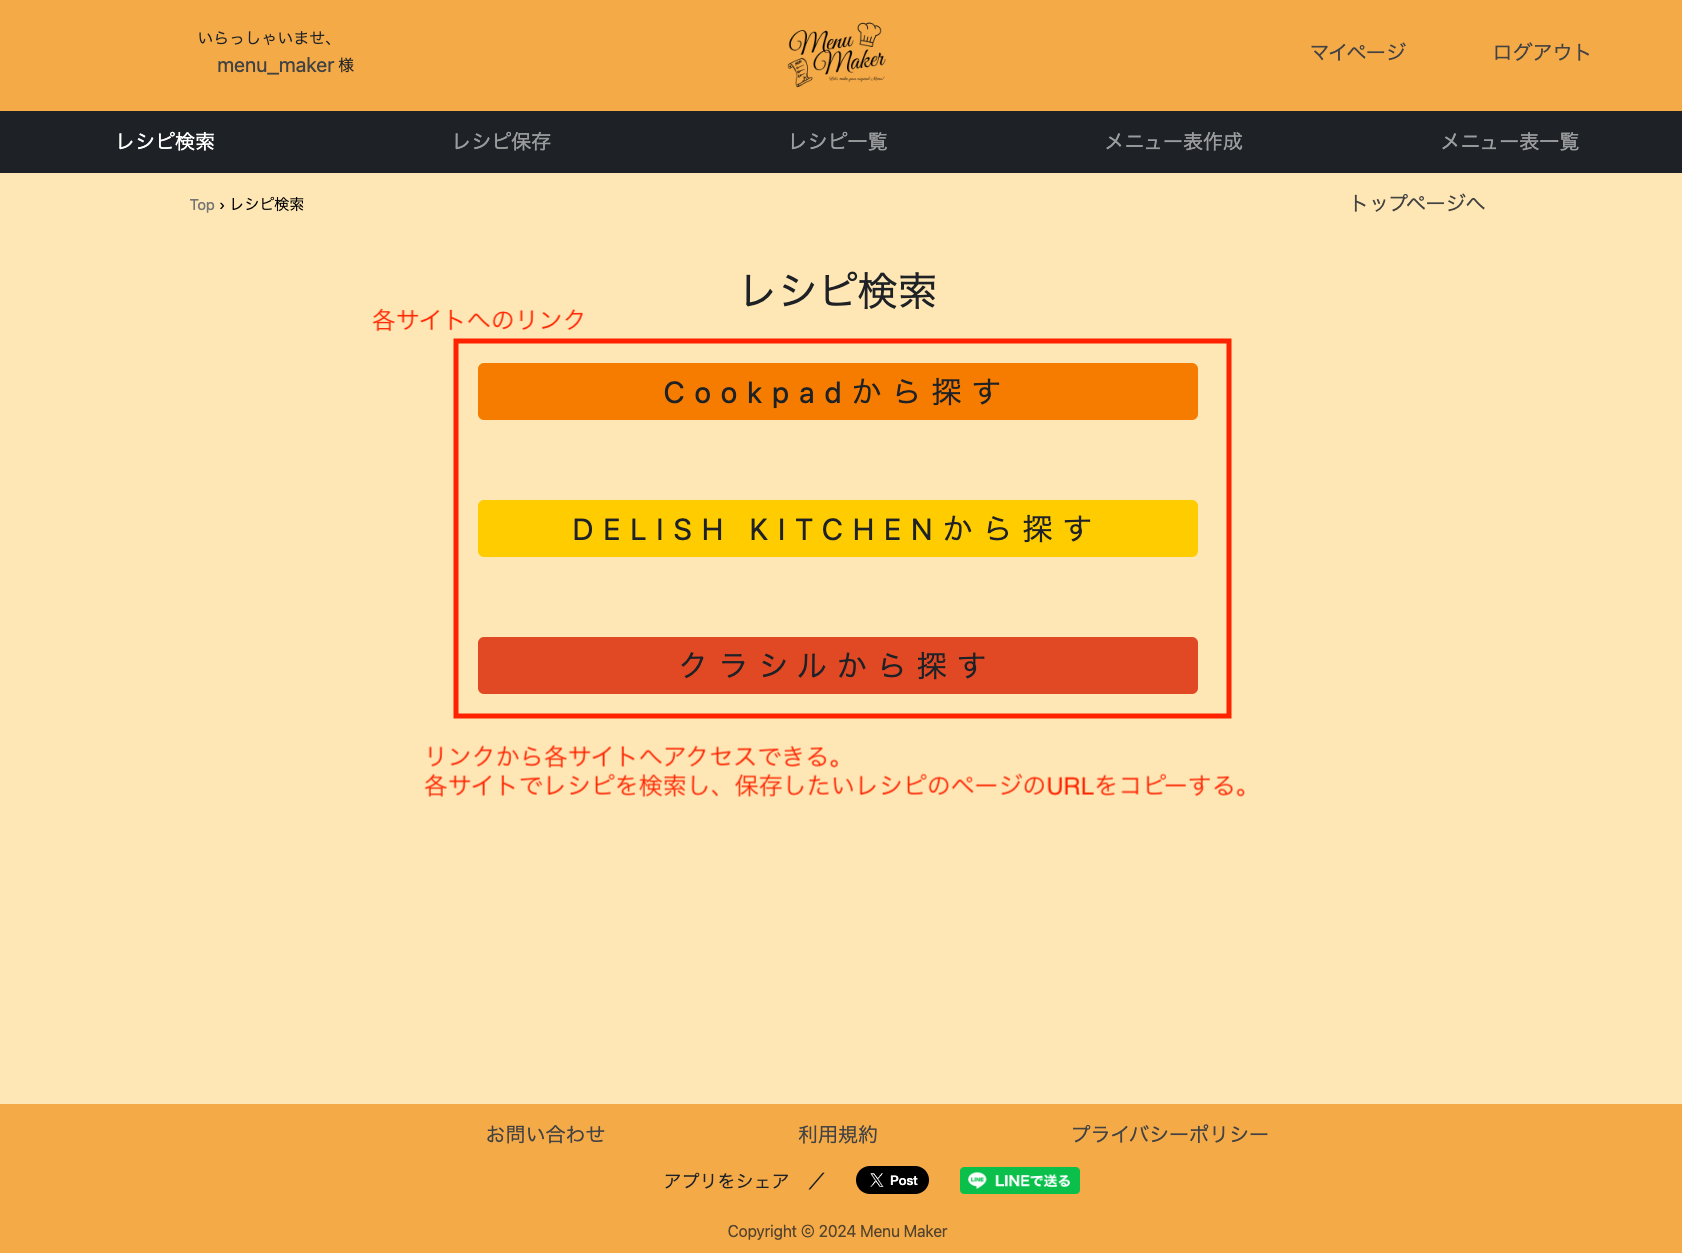 いらっしゃいませ、
menu_maker 様
Menu
Maker
マイページ
ログアウト
レシピ検索
レシピ保存
レシピ一覧
メニュー表作成
メニュー表一覧
Top › レシピ検索
トップページへ
レシピ検索
各サイトへのリンク
Cookpadから探す
DELISH KITCHENから探す
クラシルから探す
リンクから各サイトへアクセスできる。
各サイトでレシピを検索し、保存したいレシピのページのURLをコピーする。
お問い合わせ
利用規約
プライバシーポリシー
アプリをシェア ／
X Post
LINE LINEで送る
Copyright © 2024 Menu Maker